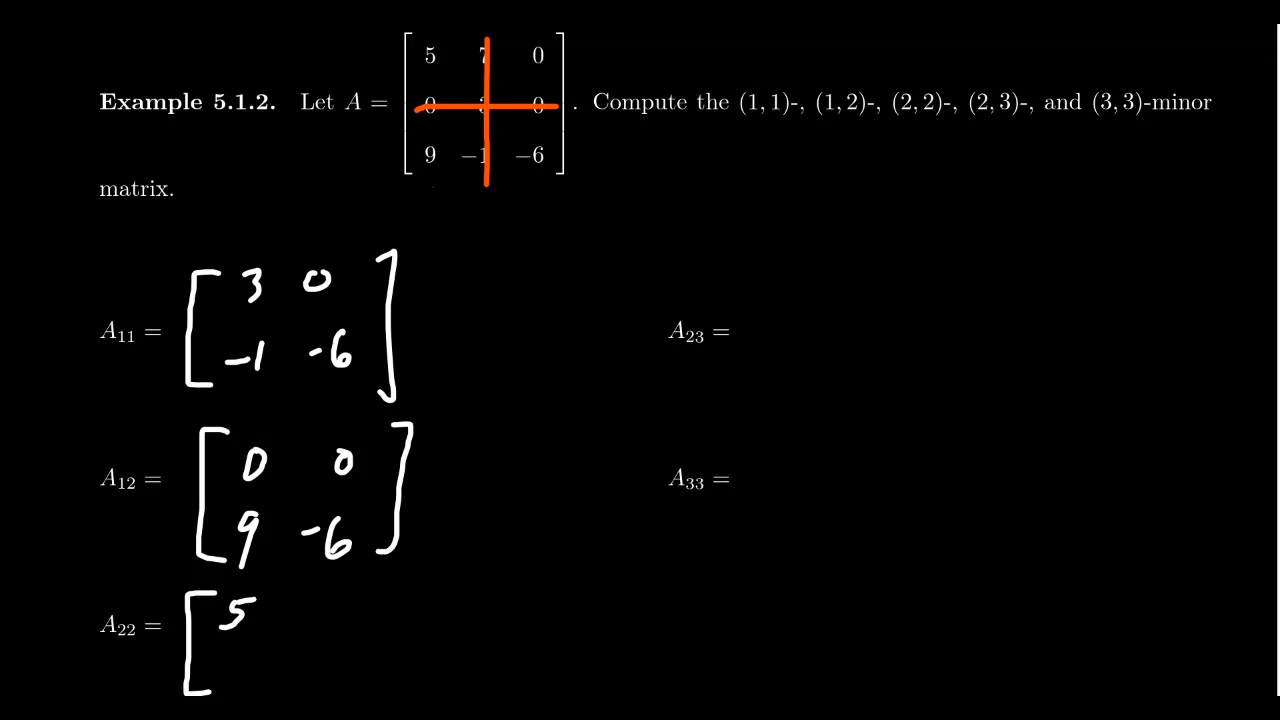 5 7 0
Example 5.1.2. Let A = 0 3 0 . Compute the (1, 1)-, (1, 2)-, (2, 2)-, (2, 3)-, and (3, 3)-minor
9 −1 −6
matrix.
3 0
A11 =
-1 -6
A23 =
0 0
A12 =
9 -6
A33 =
5
A22 =